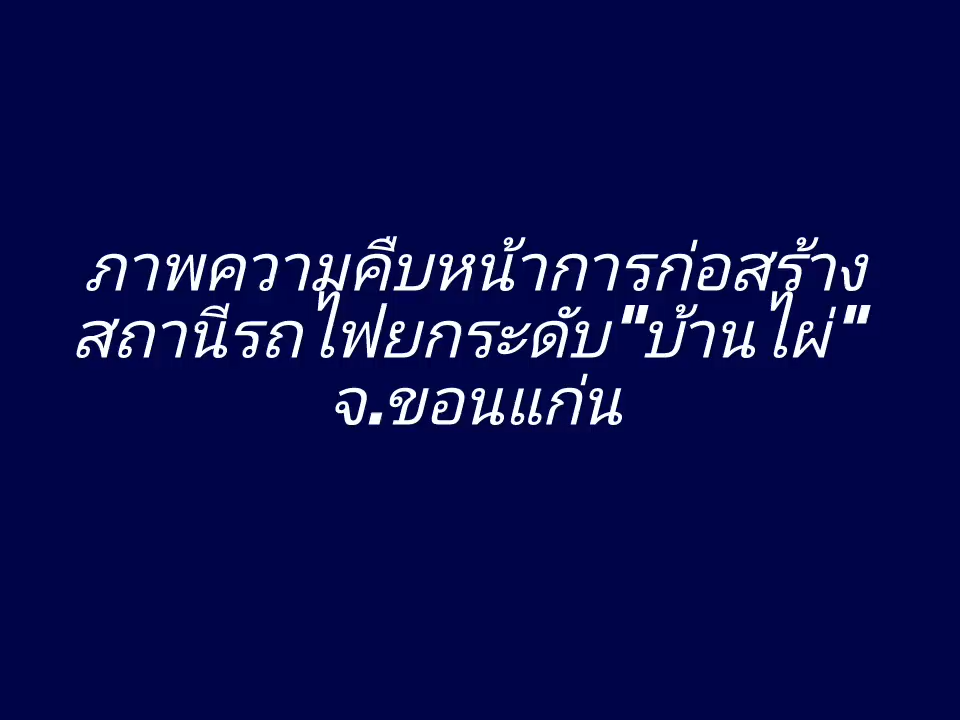 ภาพความคืบหน้าการก่อสร้าง
สถานีรถไฟยกระดับ"บ้านไผ่"
จ.ขอนแก่น